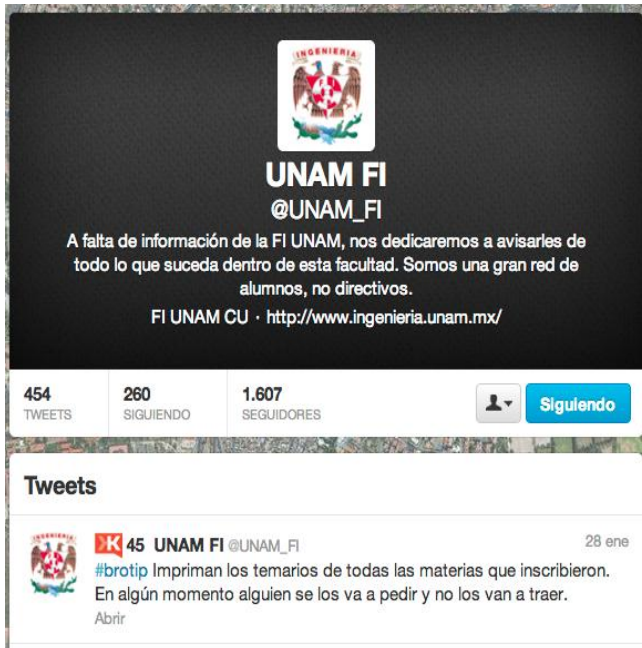 INGENIERIA
UNAM FI
@UNAM_FI
A falta de información de la FI UNAM, nos dedicaremos a avisarles de
todo lo que suceda dentro de esta facultad. Somos una gran red de
alumnos, no directivos.
FI UNAM CU · http://www.ingenieria.unam.mx/
454
TWEETS
260
SIGUIENDO
1.607
SEGUIDORES
Siguiendo
Tweets
K 45 UNAM FI @UNAM_FI 28 ene
#brotip Impriman los temarios de todas las materias que inscribieron.
En algún momento alguien se los va a pedir y no los van a traer.
Abrir